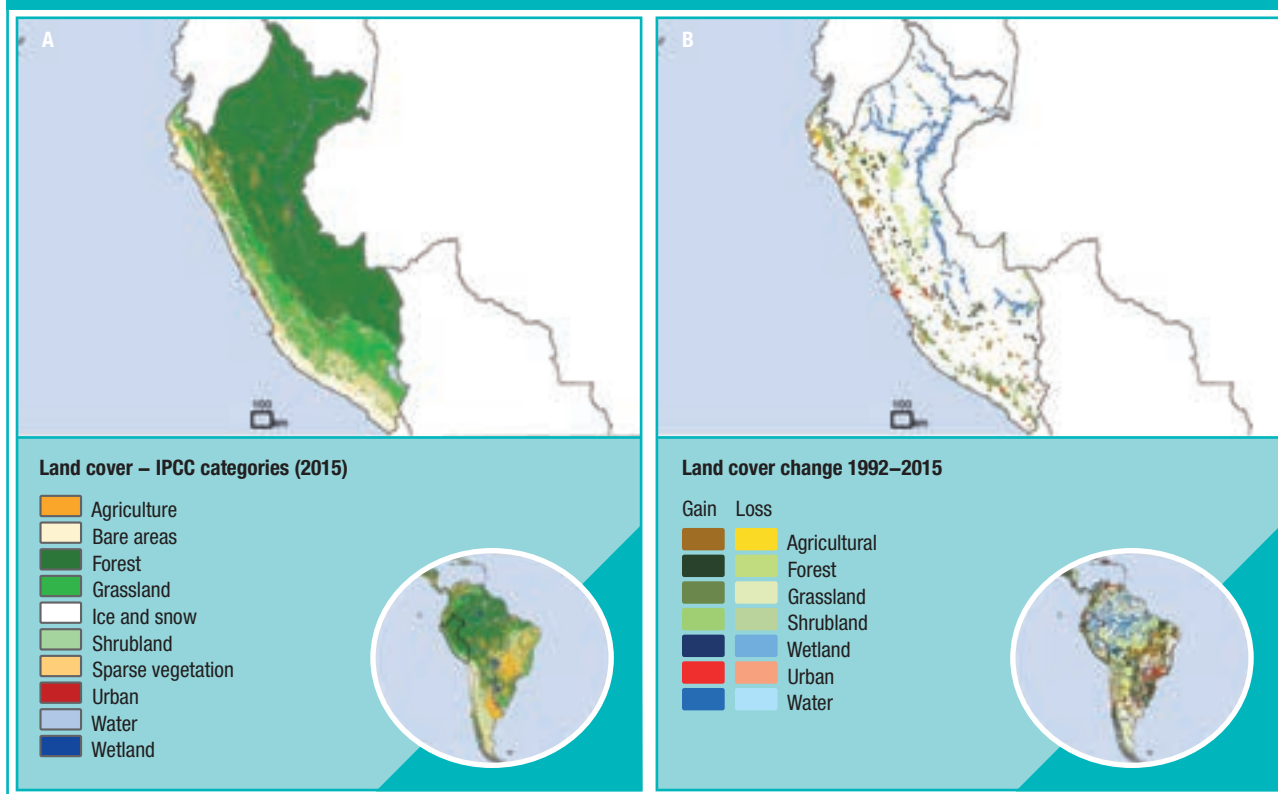 A
B
100
km
100
km
Land cover – IPCC categories (2015)
Agriculture
Bare areas
Forest
Grassland
Ice and snow
Shrubland
Sparse vegetation
Urban
Water
Wetland
Land cover change 1992–2015
Gain Loss
Agricultural
Forest
Grassland
Shrubland
Wetland
Urban
Water